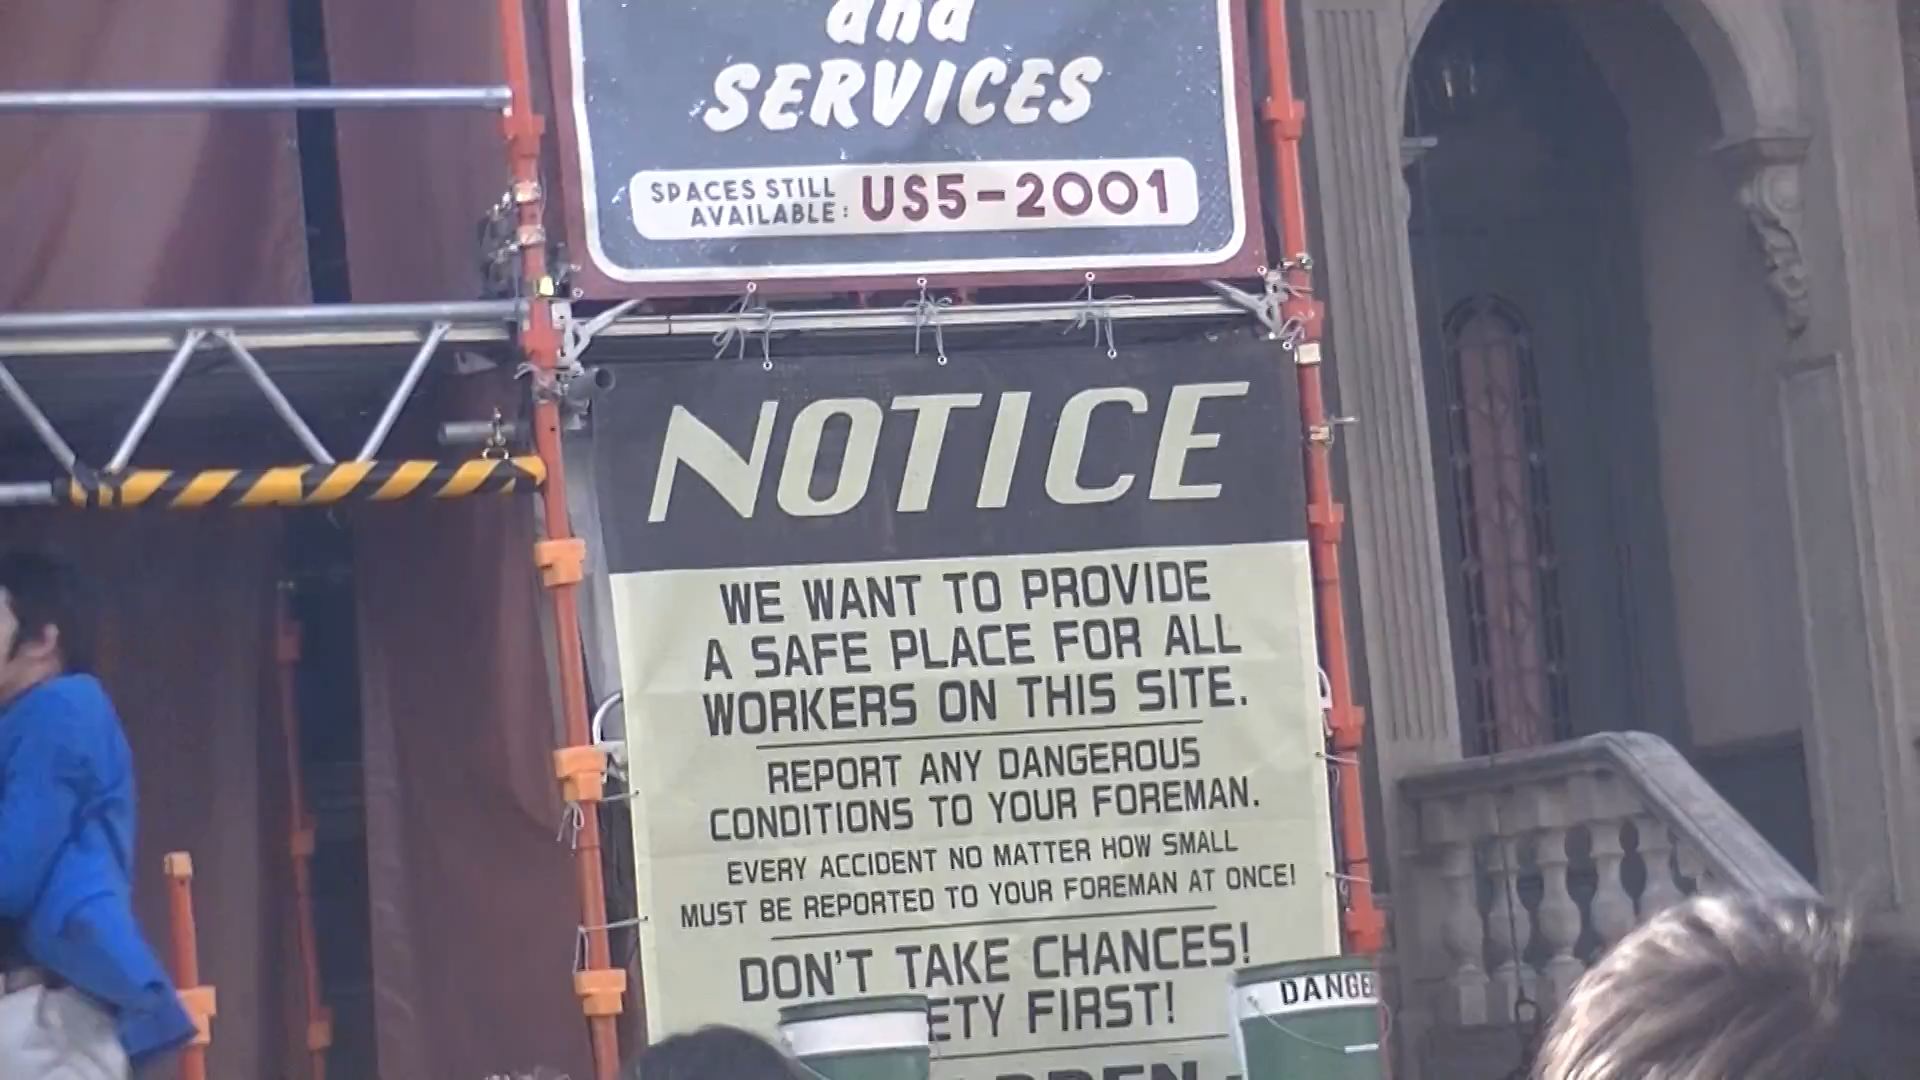 and
SERVICES
SPACES STILL
AVAILABLE: US5-2001
NOTICE
WE WANT TO PROVIDE
A SAFE PLACE FOR ALL
WORKERS ON THIS SITE.
REPORT ANY DANGEROUS
CONDITIONS TO YOUR FOREMAN.
EVERY ACCIDENT NO MATTER HOW SMALL
MUST BE REPORTED TO YOUR FOREMAN AT ONCE!
DON'T TAKE CHANCES!
ETY FIRST!
DANGE